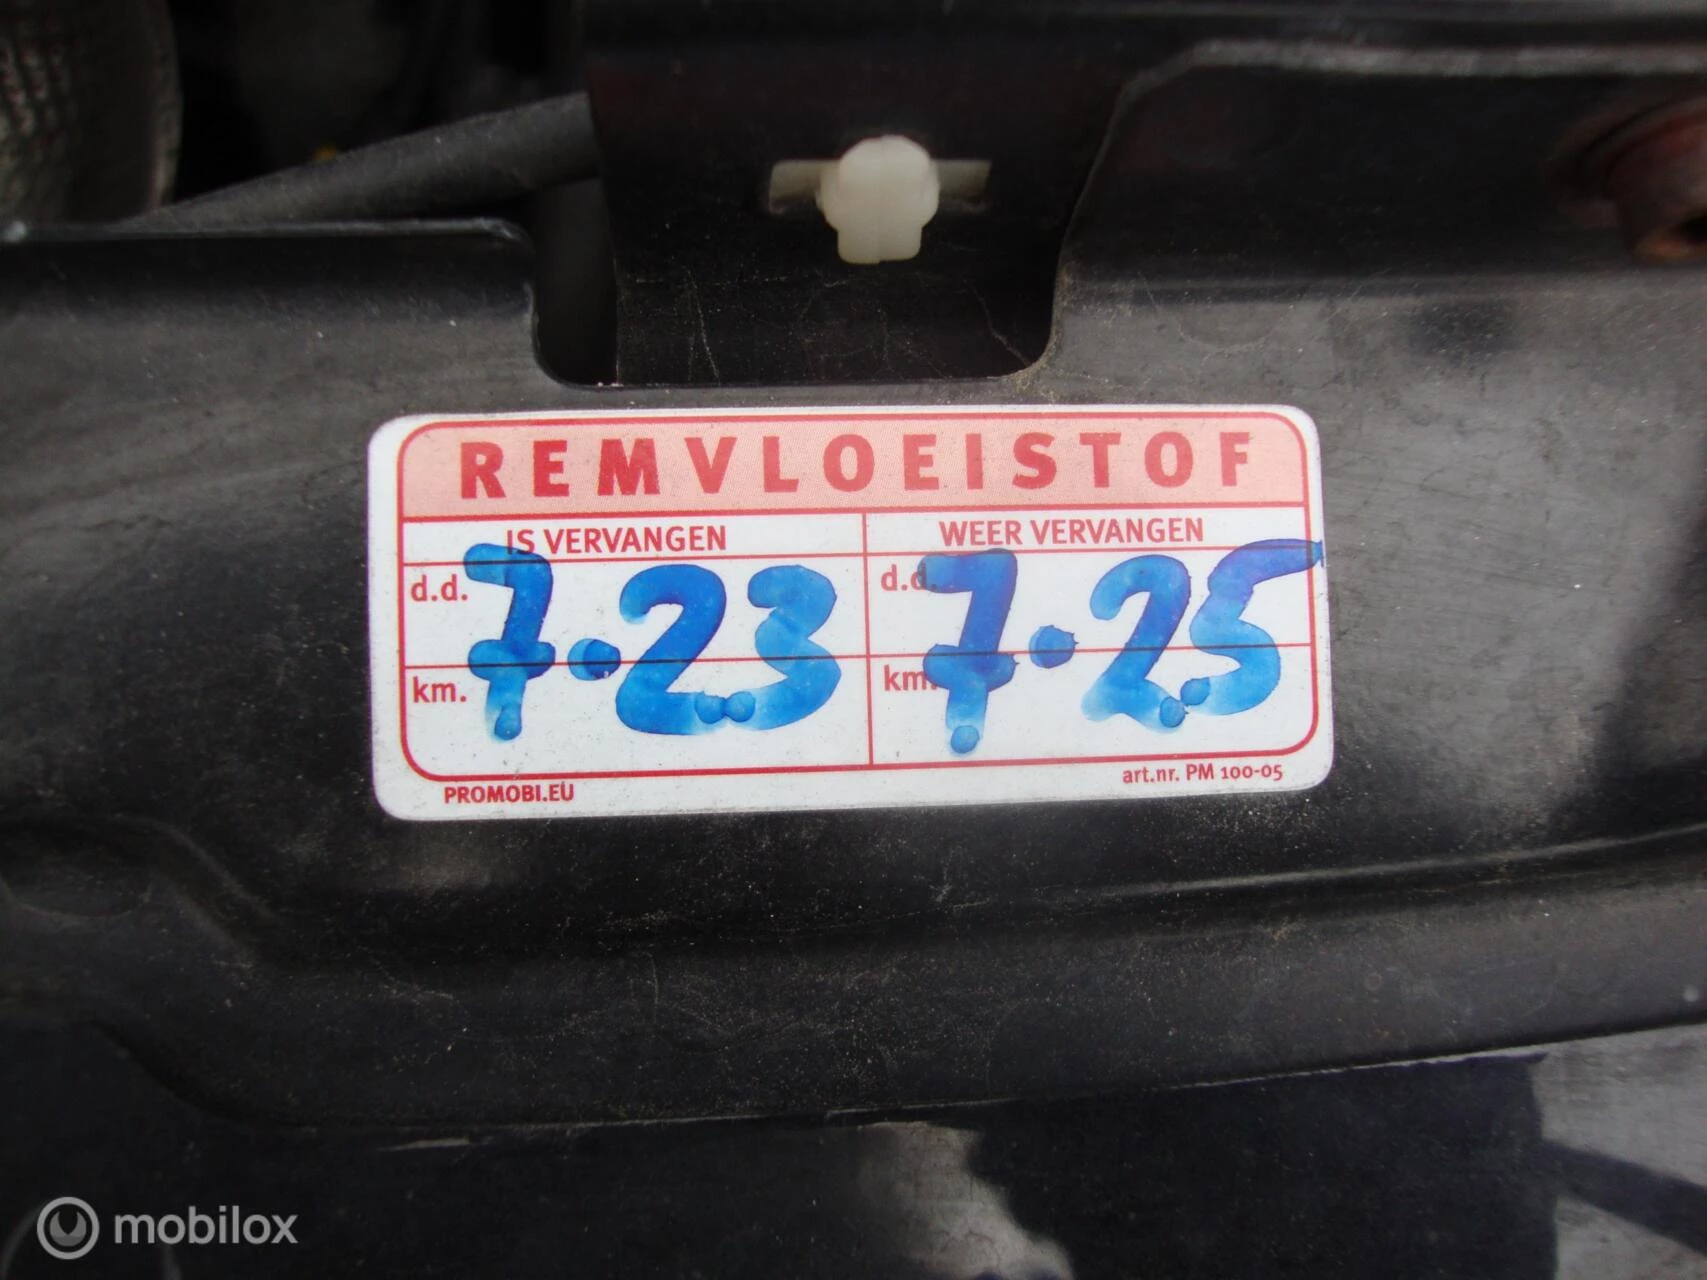 REMVLOEISTOF
IS VERVANGEN
WEER VERVANGEN
d.d. 7.23
d.d. 7.25
km.
km.
PROMOBI.EU
art.nr. PM 100-05
mobilox